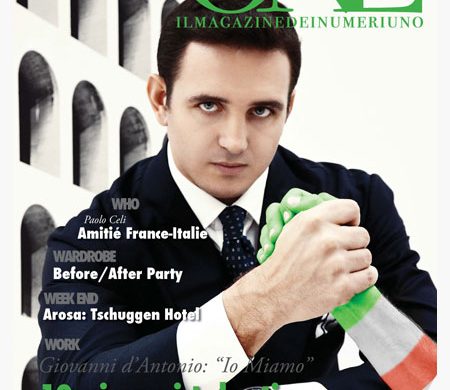 ILMAGAZINEDEINUMERIUNO
WHO
Paolo Celi
Amitié France-Italie
WARDROBE
Before/After Party
WEEK END
Arosa: Tschuggen Hotel
WORK
Giovanni d'Antonio: “Io Miamo”